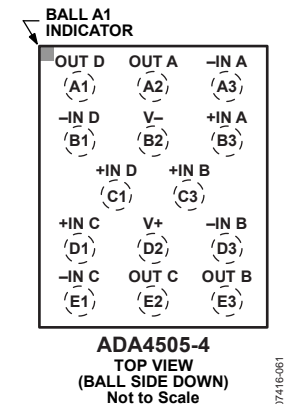 BALL A1
INDICATOR
OUT D OUT A –IN A
A1 A2 A3
–IN D V– +IN A
B1 B2 B3
+IN D +IN B
C1 C3
+IN C V+ –IN B
D1 D2 D3
–IN C OUT C OUT B
E1 E2 E3
ADA4505-4
TOP VIEW
(BALL SIDE DOWN)
Not to Scale
07416-061